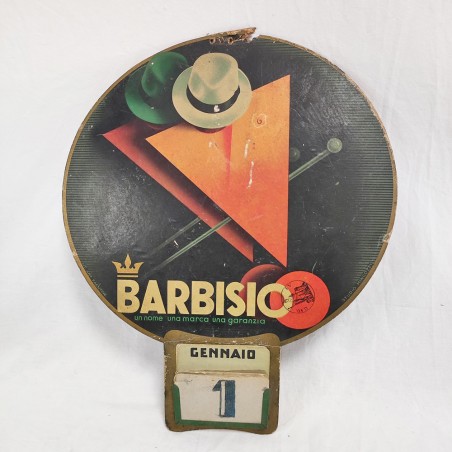 BARBISIO
un nome una marca una garanzia
GENNAIO
1